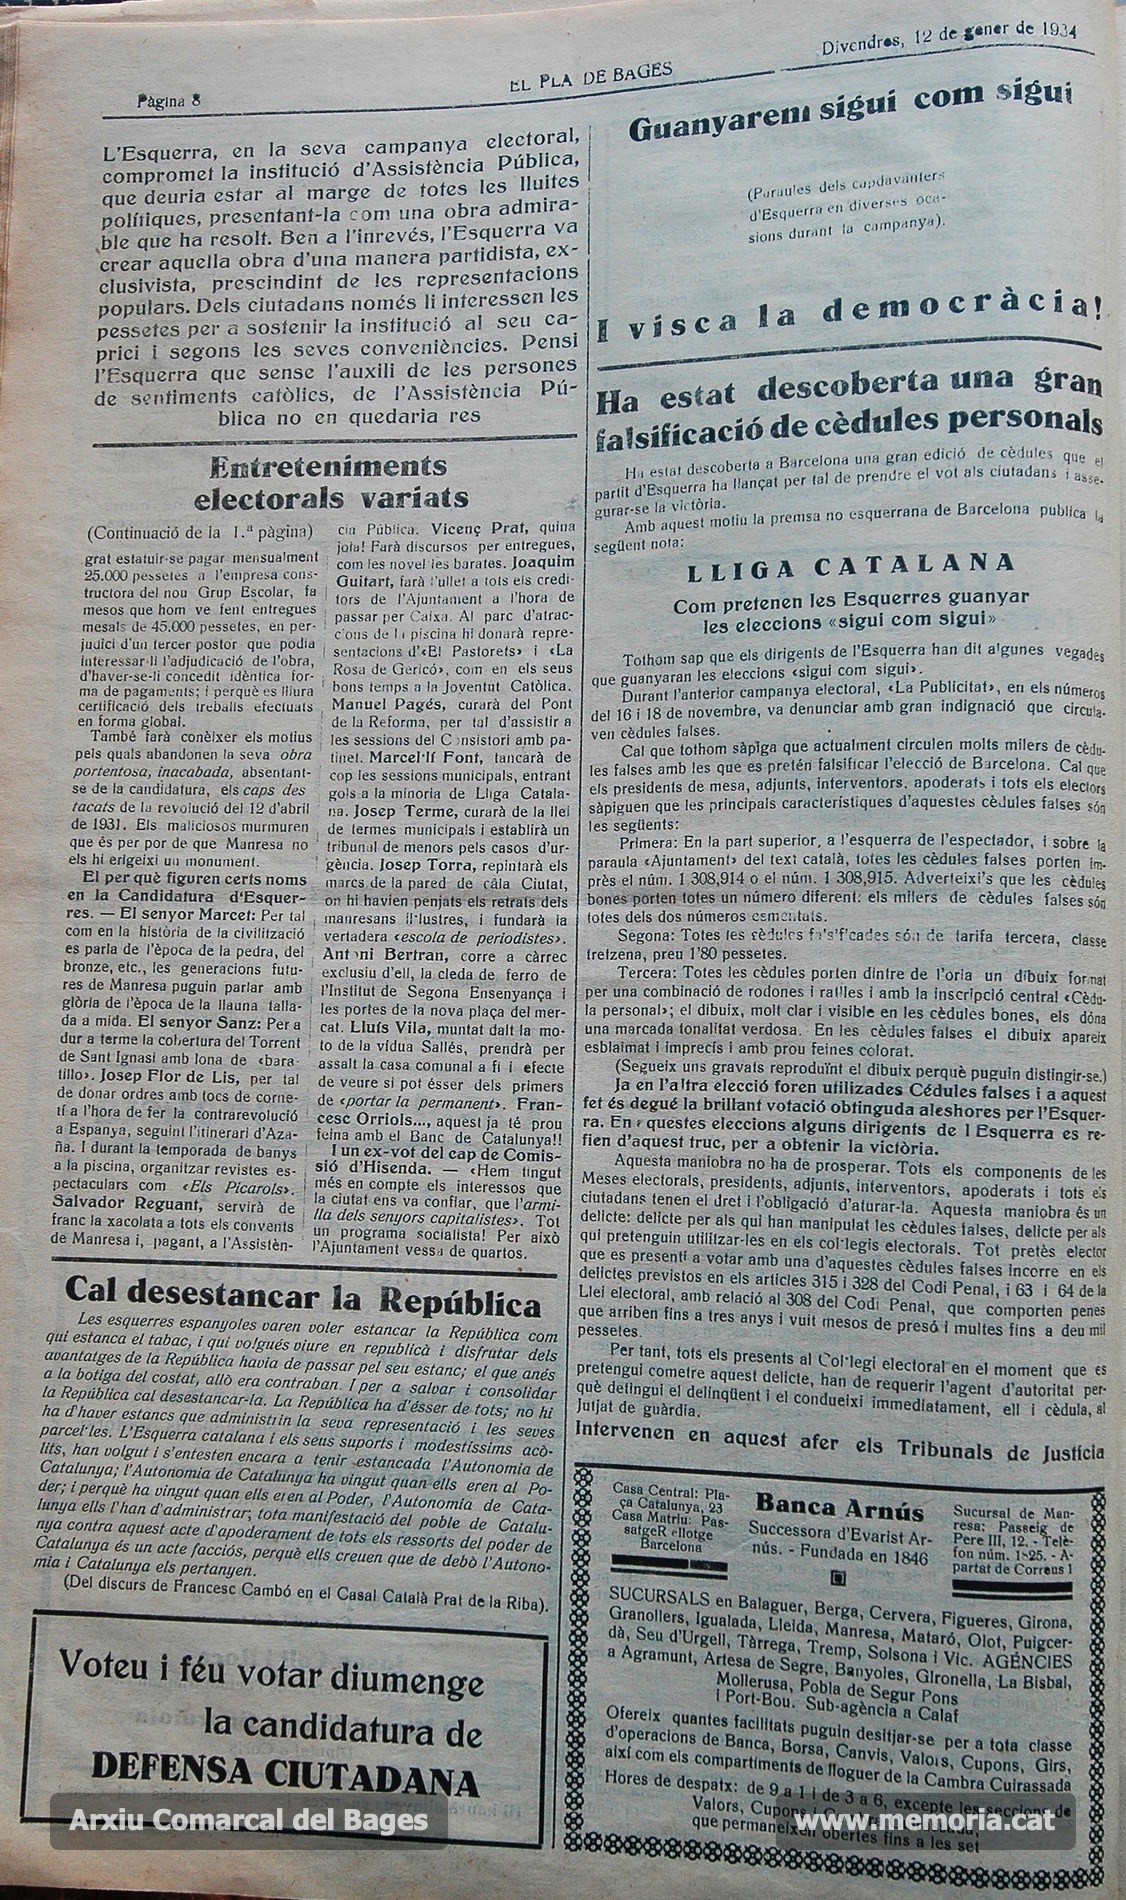 Pàgina 8
EL PLA DE BAGES
Divendres, 12 de gener de 1934
L'Esquerra, en la seva campanya electoral,
compromet la institució d'Assistència Pública,
que deuria estar al marge de totes les lluites
polítiques, presentant-la com una obra admira-
ble que ha resolt. Ben a l'inrevés, l'Esquerra va
crear aquella obra d'una manera partidista, ex-
clusivista, prescindint de les representacions
populars. Dels ciutadans només li interessen les
pessetes per a sostenir la institució al seu ca-
prici i segons les seves conveniències. Pensi
l'Esquerra que sense l'auxili de les persones
de sentiments catòlics, de l'Assistència Pú-
blica no en quedaria res
Entreteniments
electorals variats
(Continuació de la 1.ª pàgina)
grat estatuir-se pagar mensualment
25.000 pessetes a l'empresa cons-
tructora del nou Grup Escolar, fa
mesos que hom ve fent entregues
mesals de 45.000 pessetes, en per-
judici d'un tercer postor que podia
interessar-li l'adjudicació de l'obra,
d'haver-se-li concedit idèntica for-
ma de pagaments; i perquè es lliura
certificació dels treballs efectuats
en forma global.
També farà conèixer els motius
pels quals abandonen la seva obra
portentosa, inacabada, absentant-
se de la candidatura, els caps des
tacats de la revolució del 12 d'abril
de 1931. Els maliciosos murmuren
que és per por de que Manresa no
els hi erigeixi un monument.
El per què figuren certs noms
en la Candidatura d'Esquer-
res. — El senyor Marcet: Per tal
com en la història de la civilització
es parla de l'època de la pedra, del
bronze, etc., les generacions futu-
res de Manresa puguin parlar amb
glòria de l'època de la llauna talla-
da a mida. El senyor Sanz: Per a
dur a terme la cobertura del Torrent
de Sant Ignasi amb lona de «bara-
tillo». Josep Flor de Lis, per tal
de donar ordres amb tocs de corne-
tí a l'hora de fer la contrarevolució
a Espanya, seguint l'itinerari d'Aza-
ña. I durant la temporada de banys
a la piscina, organitzar revistes es-
pectaculars com «Els Picarols».
Salvador Reguant, servirà de
franc la xacolata a tots els convents
de Manresa i, pagant, a l'Assistèn-
cia Pública. Vicenç Prat, quina
jola! Farà discursos per entregues,
com les novel les barates. Joaquim
Guitart, farà l'ullet a tots els credi-
tors de l'Ajuntament a l'hora de
passar per Caixa. Al parc d'atrac-
cions de la piscina hi donarà repre-
sentacions d'«El Pastorets» i «La
Rosa de Gericó», com en els seus
bons temps a la Joventut Catòlica.
Manuel Pagés, curarà del Pont
de la Reforma, per tal d'assistir a
les sessions del Consistori amb pa-
tinet. Marcel·lí Font, tancarà de
cop les sessions municipals, entrant
gols a la minoria de Lliga Catala-
na. Josep Terme, curarà de la llei
de termes municipals i establirà un
tribunal de menors pels casos d'ur-
gència. Josep Torra, repintarà els
marcs de la pared de câla Ciutat,
on hi havien penjats els retrats dels
manresans il·lustres, i fundarà la
vertadera «escola de periodistes».
Antoni Bertran, corre a càrrec
exclusiu d'ell, la cleda de ferro de
l'Institut de Segona Ensenyança i
les portes de la nova plaça del mer-
cat. Lluís Vila, muntat dalt la mo-
to de la vídua Sallés, prendrà per
assalt la casa comunal a fi i efecte
de veure si pot ésser dels primers
de «portar la permanent». Fran-
cesc Orriols..., aquest ja té prou
feina amb el Banc de Catalunya!!
I un ex-vot del cap de Comis-
sió d'Hisenda. — «Hem tingut
més en compte els interessos que
la ciutat ens va confiar, que l'armi-
lla dels senyors capitalistes». Tot
un programa socialista! Per això
l'Ajuntament vessa de quartos.
Cal desestancar la República
Les esquerres espanyoles varen voler estancar la República com
qui estanca el tabac, i qui volgués viure en república i disfrutar dels
avantatges de la República havia de passar pel seu estanc; el que anés
a la botiga del costat, allò era contraban. I per a salvar i consolidar
la República cal desestancar-la. La República ha d'ésser de tots; no hi
ha d'haver estancs que administrin la seva representació i les seves
parcel·les. L'Esquerra catalana i els seus suports i modestíssims acò-
lits, han volgut i s'entesten encara a tenir estancada l'Autonomia de
Catalunya; l'Autonomia de Catalunya ha vingut quan ells eren al Po-
der; i perquè ha vingut quan ells eren al Poder, l'Autonomia de Cata-
lunya ells l'han d'administrar; tota manifestació del poble de Catalu-
nya contra aquest acte d'apoderament de tots els ressorts del poder de
Catalunya és un acte facciós, perquè ells creuen que de debò l'Autono-
mia i Catalunya els pertanyen.
(Del discurs de Francesc Cambó en el Casal Català Prat de la Riba).
Voteu i féu votar diumenge
la candidatura de
DEFENSA CIUTADANA
Guanyarem sigui com sigui
(Paraules dels capdavanters
d'Esquerra en diverses oca-
sions durant la campanya).
I visca la democràcia!
Ha estat descoberta una gran
falsificació de cèdules personals
Ha estat descoberta a Barcelona una gran edició de cèdules que el
partit d'Esquerra ha llançat per tal de prendre el vot als ciutadans i asse-
gurar-se la victòria.
Amb aquest motiu la premsa no esquerrana de Barcelona publica la
següent nota:
LLIGA CATALANA
Com pretenen les Esquerres guanyar
les eleccions «sigui com sigui»
Tothom sap que els dirigents de l'Esquerra han dit algunes vegades
que guanyaran les eleccions «sigui com sigui».
Durant l'anterior campanya electoral, «La Publicitat», en els números
del 16 i 18 de novembre, va denunciar amb gran indignació que circula-
ven cèdules falses.
Cal que tothom sàpiga que actualment circulen molts milers de cèdu-
les falses amb les que es pretén falsificar l'elecció de Barcelona. Cal que
els presidents de mesa, adjunts, interventors, apoderats i tots els electors
sàpiguen que les principals característiques d'aquestes cèdules falses són
les següents:
Primera: En la part superior, a l'esquerra de l'espectador, i sobre la
paraula «Ajuntament» del text català, totes les cèdules falses porten im-
près el núm. 1.308,914 o el núm. 1.308,915. Adverteixi's que les cèdules
bones porten totes un número diferent: els milers de cèdules falses són
totes dels dos números esmentats.
Segona: Totes les cèdules falsificades són de tarifa tercera, classe
tretzena, preu 1'80 pessetes.
Tercera: Totes les cèdules porten dintre de l'orla un dibuix format
per una combinació de rodones i ratlles i amb la inscripció central «Cèdu-
la personal»; el dibuix, molt clar i visible en les cèdules bones, els dóna
una marcada tonalitat verdosa. En les cèdules falses el dibuix apareix
esblaimat i imprecís i amb prou feines colorat.
(Segueix uns gravats reproduïnt el dibuix perquè puguin distingir-se.)
Ja en l'altra elecció foren utilizades Cédules falses i a aquest
fet és degué la brillant votació obtinguda aleshores per l'Esquer-
ra. En questes eleccions alguns dirigents de l Esquerra es re-
fien d'aquest truc, per a obtenir la victòria.
Aquesta maniobra no ha de prosperar. Tots els components de les
Meses electorals, presidents, adjunts, interventors, apoderats i tots els
ciutadans tenen el dret i l'obligació d'aturar-la. Aquesta maniobra és un
delicte: delicte per als qui han manipulat les cèdules falses, delicte per als
qui pretenguin utilitzar-les en els col·legis electorals. Tot pretès elector
que es presenti a votar amb una d'aquestes cèdules falses incorre en els
delictes previstos en els articles 315 i 328 del Codi Penal, i 63 i 64 de la
Llei electoral, amb relació al 308 del Codi Penal, que comporten penes
que arriben fins a tres anys i vuit mesos de presó i multes fins a deu mil
pessetes.
Per tant, tots els presents al Col·legi electoral en el moment que es
pretengui cometre aquest delicte, han de requerir l'agent d'autoritat per-
què detingui el delinqüent i el condueixi immediatament, ell i cèdula, al
Jutjat de guàrdia.
Intervenen en aquest afer els Tribunals de Justícia
Casa Central: Pla-
ça Catalunya, 23
Casa Matriu: Pas-
satgeR ellotge
Barcelona
Banca Arnús
Successora d'Evarist Ar-
nús. - Fundada en 1846
Sucursal de Man-
resa: Passeig de
Pere III, 12. - Telè-
fon núm. 1-25. - A-
partat de Correus 1
SUCURSALS en Balaguer, Berga, Cervera, Figueres, Girona,
Granollers, Igualada, Lleida, Manresa, Mataró, Olot, Puigcer-
dà, Seu d'Urgell, Tàrrega, Tremp, Solsona i Vic. AGÉNCIES
a Agramunt, Artesa de Segre, Banyoles, Gironella, La Bisbal,
Mollerusa, Pobla de Segur Pons
i Port-Bou. Sub-agència a Calaf
Ofereix quantes facilitats puguin desitjar-se per a tota classe
d'operacions de Banca, Borsa, Canvis, Valors, Cupons, Girs,
així com els compartiments de lloguer de la Cambra Cuirassada
Hores de despatx: de 9 a 1 i de 3 a 6, excepte les seccions de
Valors, Cupons i
que permaneixen obertes fins a les set
Arxiu Comarcal del Bages
www.memoria.cat